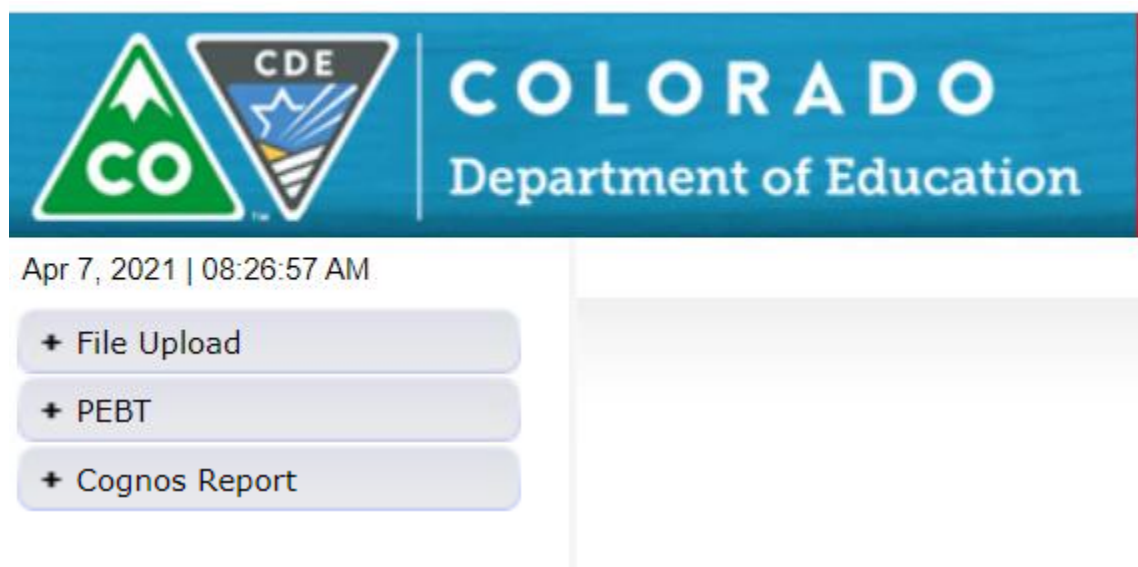 CDE
CO
COLORADO
Department of Education
Apr 7, 2021 | 08:26:57 AM
+ File Upload
+ PEBT
+ Cognos Report